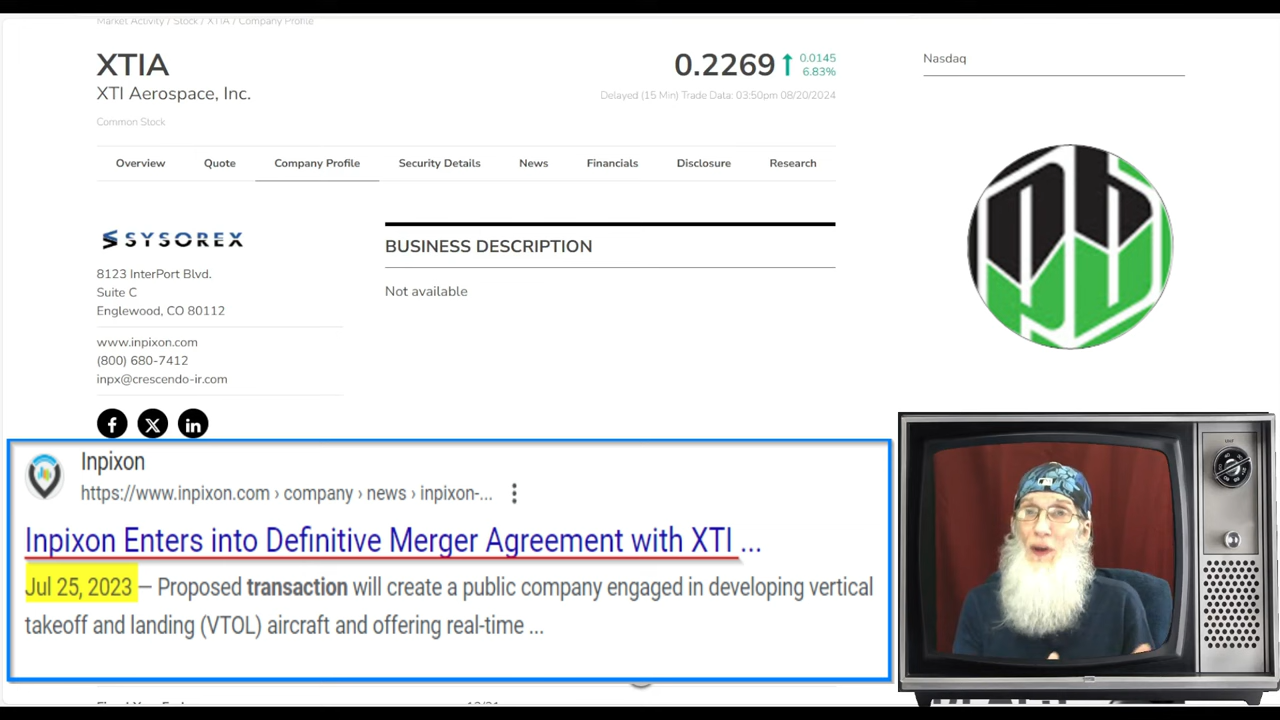 Market Activity / Stock / XTIA / Company Profile
XTIA
0.2269
0.0145
6.83%
XTI Aerospace, Inc.
Delayed (15 Min) Trade Data: 03:50pm 08/20/2024
Common Stock
Nasdaq
Overview
Quote
Company Profile
Security Details
News
Financials
Disclosure
Research
SYSOREX
8123 InterPort Blvd.
Suite C
Englewood, CO 80112
www.inpixon.com
(800) 680-7412
inpx@crescendo-ir.com
BUSINESS DESCRIPTION
Not available
Inpixon
https://www.inpixon.com › company › news › inpixon-...
Inpixon Enters into Definitive Merger Agreement with XTI ...
Jul 25, 2023 — Proposed transaction will create a public company engaged in developing vertical
takeoff and landing (VTOL) aircraft and offering real-time ...